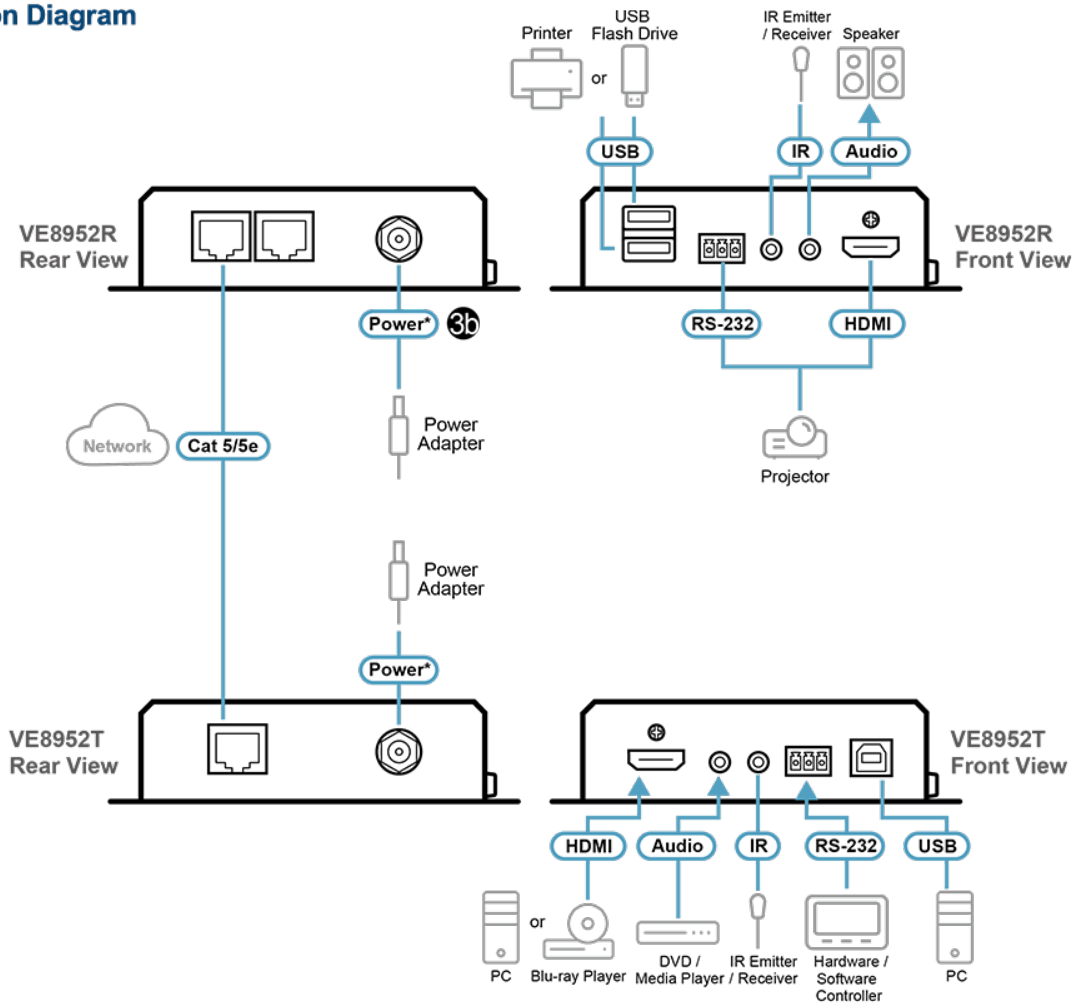 on Diagram
Printer
or
USB
Flash Drive
IR Emitter
/ Receiver
Speaker
USB
IR
Audio
VE8952R
Rear View
VE8952R
Front View
Power*
3b
RS-232
HDMI
Network
Cat 5/5e
Power
Adapter
Projector
Power
Adapter
Power*
VE8952T
Rear View
VE8952T
Front View
HDMI
Audio
IR
RS-232
USB
PC
or
Blu-ray Player
DVD /
Media Player
IR Emitter
/ Receiver
Hardware /
Software
Controller
PC